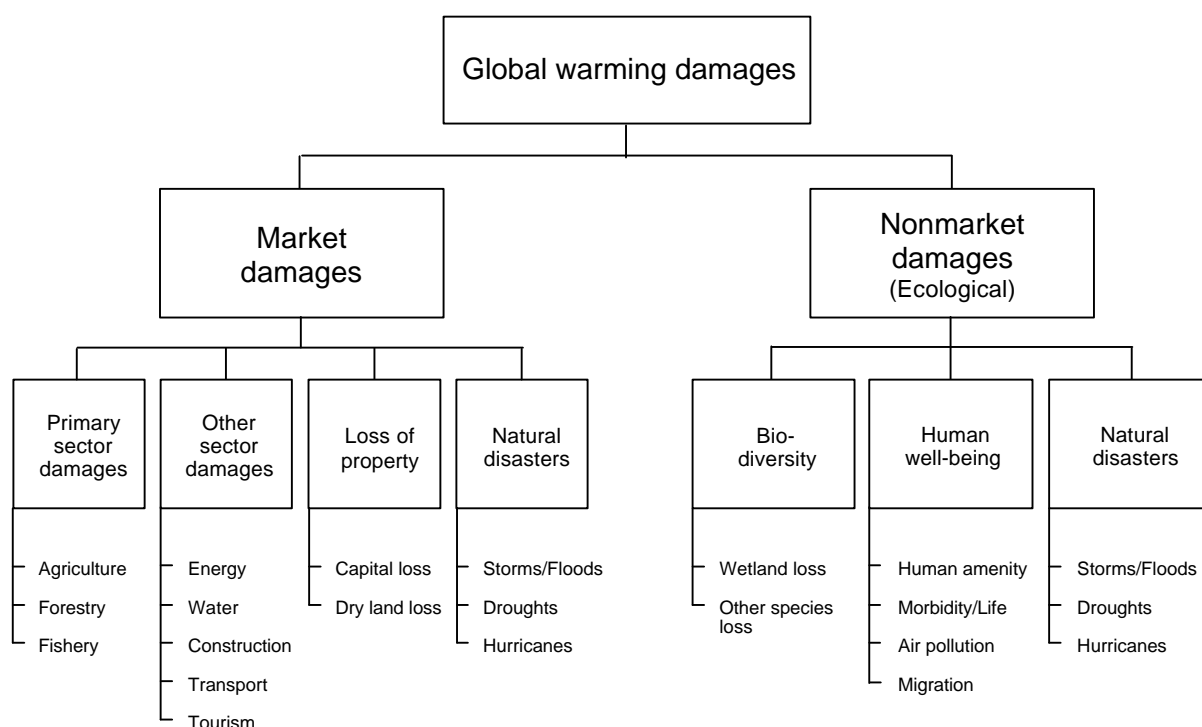 Global warming damages
Market
damages
Nonmarket
damages
(Ecological)
Primary
sector
damages
Other
sector
damages
Loss of
property
Natural
disasters
Bio-
diversity
Human
well-being
Natural
disasters
Agriculture
Forestry
Fishery
Energy
Water
Construction
Transport
Tourism
Capital loss
Dry land loss
Storms/Floods
Droughts
Hurricanes
Wetland loss
Other species
loss
Human amenity
Morbidity/Life
Air pollution
Migration
Storms/Floods
Droughts
Hurricanes